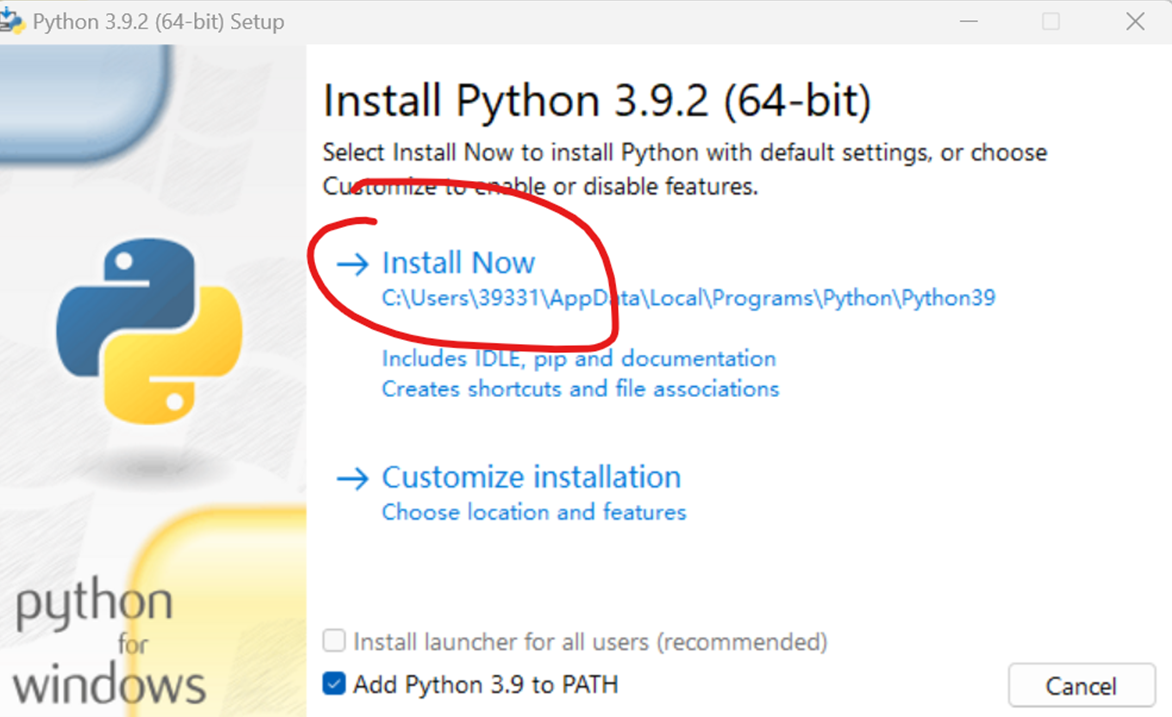 Python 3.9.2 (64-bit) Setup
Install Python 3.9.2 (64-bit)
Select Install Now to install Python with default settings, or choose
Customize to enable or disable features.
Install Now
C:\Users\39331\AppData\Local\Programs\Python\Python39
Includes IDLE, pip and documentation
Creates shortcuts and file associations
Customize installation
Choose location and features
python
for
windows
Install launcher for all users (recommended)
Add Python 3.9 to PATH
Cancel